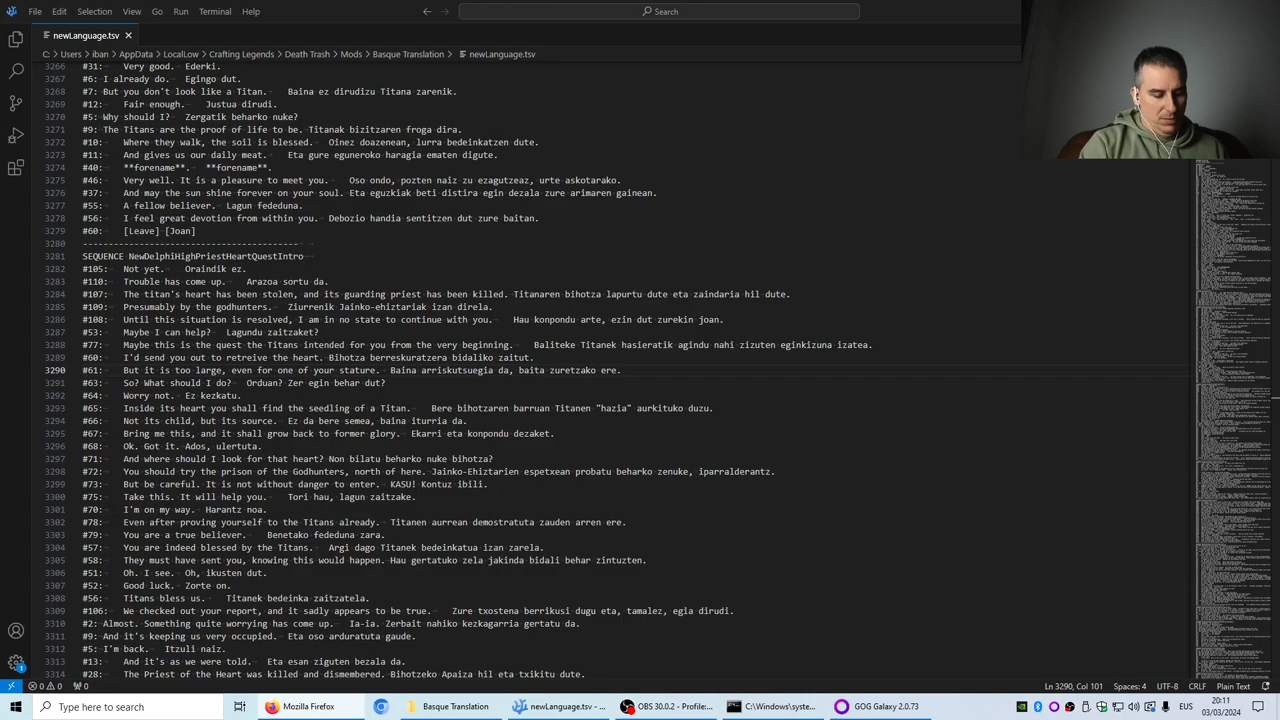 File Edit Selection View Go Run Terminal Help
Search
newLanguage.tsv
C: > Users > iban > AppData > LocalLow > Crafting Legends > Death Trash > Mods > Basque Translation > newLanguage.tsv
3266 #31: Very good. Ederki.
3267 #6: I already do. Egingo dut.
3268 #7: But you don't look like a Titan. Baina ez dirudizu Titana zarenik.
3269 #12: Fair enough. Justua dirudi.
3270 #5: Why should I? Zergatik beharko nuke?
3271 #9: The Titans are the proof of life to be. Titanak bizitzaren froga dira.
3272 #10: Where they walk, the soil is blessed. Oinez doazenean, lurra bedeinkatzen dute.
3273 #11: And gives us our daily meat. Eta gure eguneroko haragia ematen digute.
3274 #40: **forename**. **forename**.
3275 #46: Very well. It is a pleasure to meet you. Oso ondo, pozten naiz zu ezagutzeaz, urte askotarako.
3276 #37: And may the sun shine forever on your soul. Eta eguzkiak beti distira egin dezala zure arimaren gainean.
3277 #55: A fellow believer. Lagun fededuna.
3278 #56: I feel great devotion from within you. Debozio handia sentitzen dut zure baitan.
3279 #60: [Leave] [Joan]
3280 ----------------------------------------
3281 SEQUENCE NewDelphiHighPriestHeartQuestIntro
3282 #105: Not yet. Oraindik ez.
3283 #110: Trouble has come up. Arazoa sortu da.
3284 #107: The titan's heart has been stolen, and its guarding priest has been killed. Titanaren bihotza lapurtu dute eta zaindaria hil dute.
3285 #109: Presumably by the godhunters. Ziurrenik Jainko-ehiztariak izan direla.
3286 #108: Until this situation is resolved, I am in no state to continue with you. Hau konpondu arte, ezin dut zurekin joan.
3287 #53: Maybe I can help? Lagundu zaitzaket?
3288 #77: Maybe this is the quest the Titans intended for you from the very beginning. Titanek haileratik agindu nahi zizuten eginkizuna izatea.
3289 #60: I'd send you out to retreive the heart. Bihotza berreskuratzera bidaliko zaitut.
3290 #61: But it is too large, even for one of your stature. Baina arriskutsuegia da, baita zuretzako ere.
3291 #63: So? What should I do? Orduan? Zer egin behar dut?
3292 #64: Worry not. Ez kezkatu.
3293 #65: Inside its heart you shall find the seedling of a Titan. Bere bihotzaren barruan Titanen "hazia" aurkituko duzu.
3294 #66: Not its child, but its source. Ez da bere semea, baina iturria da.
3295 #67: Bring me this, and it shall grow back to former glory. Ekarri eta konpondu da
3296 #68: Ok. Got it. Ados, ulertuta.
3297 #71: And where should I look for that heart? Non bilatu beharko nuke bihotza?
3298 #72: You should try the prison of the Godhunters, north of here. Jainko-Ehiztarien espetxean probatu beharko zenuke, iparralderantz.
3299 #73: But be careful. It is not without danger to enter. KASU! Kontuz ibili.
3300 #75: Take this. It will help you. Tori hau, lagun zaitzake.
3301 #70: I'm on my way. Harantz noa.
3302 #78: Even after proving yourself to the Titans already. Titanen aurrean demostratuta zauden arren ere.
3303 #79: You are a true believer. Benetako fededuna zara.
3304 #57: You are indeed blessed by the Titans. Argi dago Titanek bedeinkatua izan zarela.
3305 #58: They must have sent you, knowing this would happen. Hau gertatuko zela jakinda bidali behar zintuzten.
3306 #51: Oh. I see. Oh, ikusten dut.
3307 #52: Good luck. Zorte on.
3308 #56: Titans bless us. Titanek bedeinka zaitzatela.
3309 #106: We checked out your report, and it sadly appears to be true. Zure txostena berrikusi dugu eta, tamalez, egia dirudi.
3310 #2: Almost. Something quite worrying has come up. Ia. Zerbait nahiko kezkagarria gertatu da.
3311 #9: And it's keeping us very occupied. Eta oso arduratuta gaude.
3312 #5: I'm back. Itzuli naiz.
3313 #13: And it's as we were told. Eta esan ziguten bezala da.
3314 #28: The Priest of the Heart was killed and dismembered. Bihotzeko Apaiza hil eta zatitu dute.
0 0 0
Ln 3290, Col 101 Spaces: 4 UTF-8 CRLF Plain Text
Type here to search
Mozilla Firefox
Basque Translation
newLanguage.tsv - ...
OBS 30.0.2 - Profile:...
C:\Windows\syste...
GOG Galaxy 2.0.73
EUS
20:11
03/03/2024